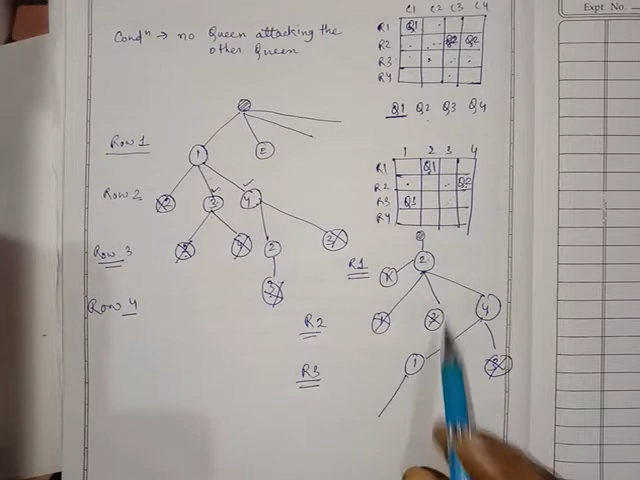 Condⁿ → no Queen attacking the
other Queen
C1 C2 C3 C4
R1 Q1
R2 Q2 Q2
R3
R4
Q1 Q2 Q3 Q4
Row 1
1 2
Row 2
2 3 4
Row 3
2 4 2 3
Row 4
3
1 2 3 4
R1 Q1
R2 Q2
R3 Q3
R4
R1
2
R2
1 3 4
R3
1 3
Expt. No.